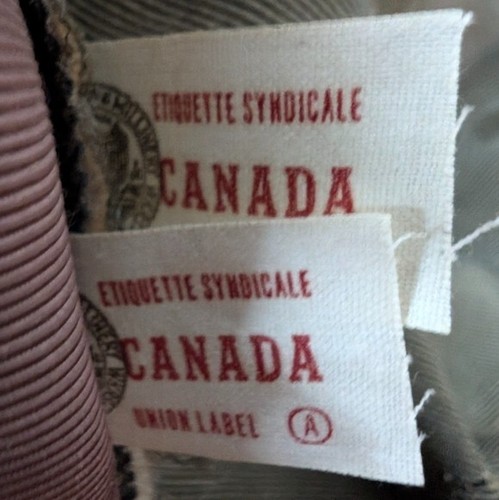 ETIQUETTE SYNDICALE
CANADA
ETIQUETTE SYNDICALE
CANADA
UNION LABEL A